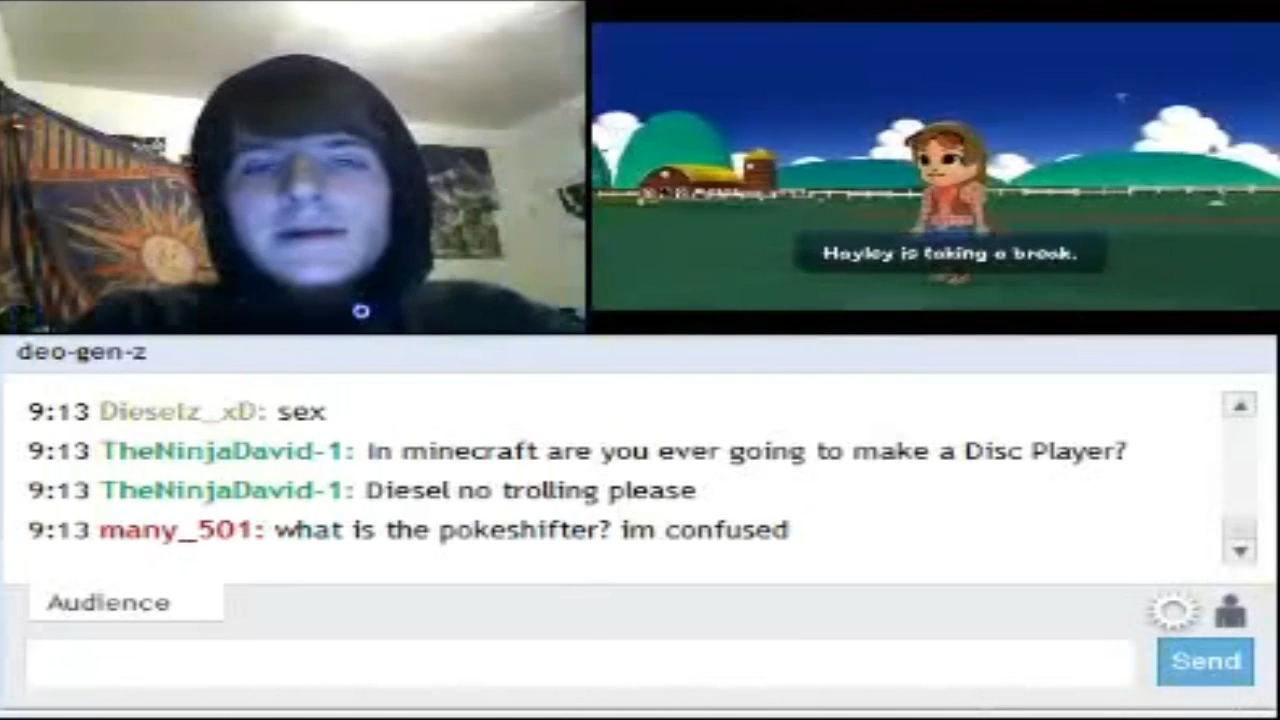 Hayley is taking a break.
deo-gen-z
9:13 Dieselz_xD: sex
9:13 TheNinjaDavid-1: In minecraft are you ever going to make a Disc Player?
9:13 TheNinjaDavid-1: Diesel no trolling please
9:13 many_501: what is the pokeshifter? im confused
Audience
Send